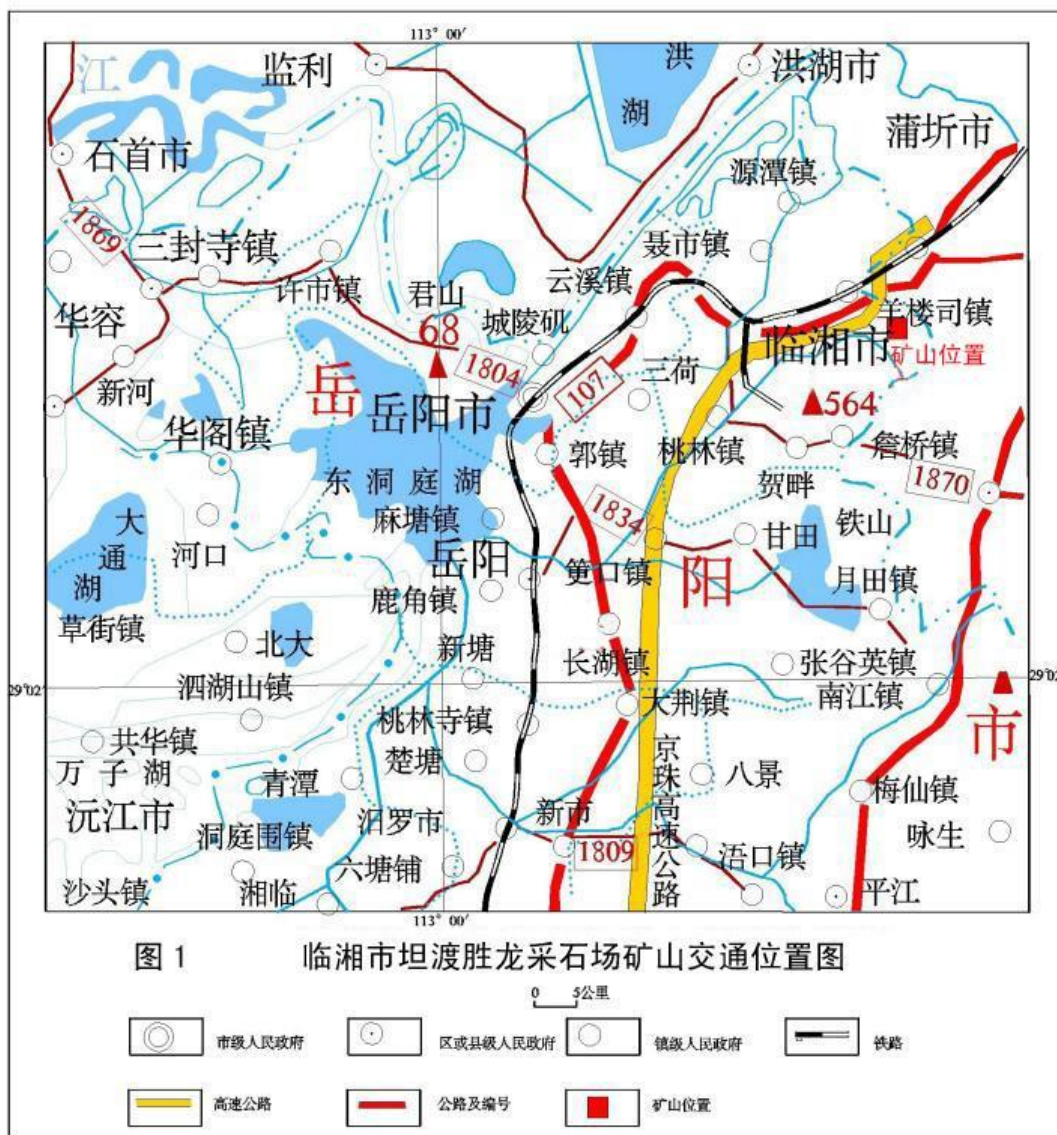 113° 00′
江
监利
洪
湖
洪湖市
蒲圻市
石首市
源潭镇
1869
三封寺镇
聂市镇
云溪镇
许市镇
君山
华容
68
城陵矶
羊楼司镇
临湘市
矿山位置
新河
1804
107
三荷
岳
岳阳市
564
华阁镇
郭镇
桃林镇
詹桥镇
东洞庭湖
贺畔
1870
大
通
湖
麻塘镇
1834
甘田
铁山
河口
岳阳
筻口镇
阳
月田镇
草街镇
鹿角镇
北大
新塘
长湖镇
张谷英镇
29°02
29°02
泗湖山镇
南江镇
桃林寺镇
大荆镇
市
共华镇
京珠高速公路
万子湖
楚塘
八景
青潭
梅仙镇
沅江市
汨罗市
新市
洞庭围镇
咏生
1809
浯口镇
六塘铺
沙头镇
湘临
平江
113° 00′
图 1 临湘市坦渡胜龙采石场矿山交通位置图
0 5公里
市级人民政府 区或县级人民政府 镇级人民政府 铁路
高速公路 公路及编号 矿山位置